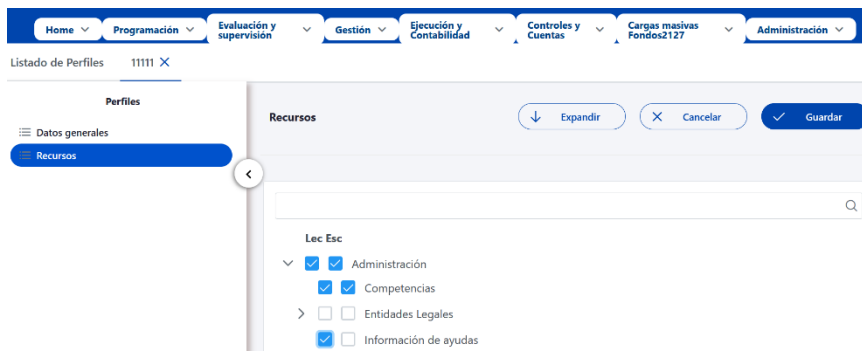 Home
Programación
Evaluación y
supervisión
Gestión
Ejecución y
Contabilidad
Controles y
Cuentas
Cargas masivas
Fondos2127
Administración
Listado de Perfiles
11111
Perfiles
Datos generales
Recursos
Recursos
Expandir
Cancelar
Guardar
Lec Esc
Administración
Competencias
Entidades Legales
Información de ayudas